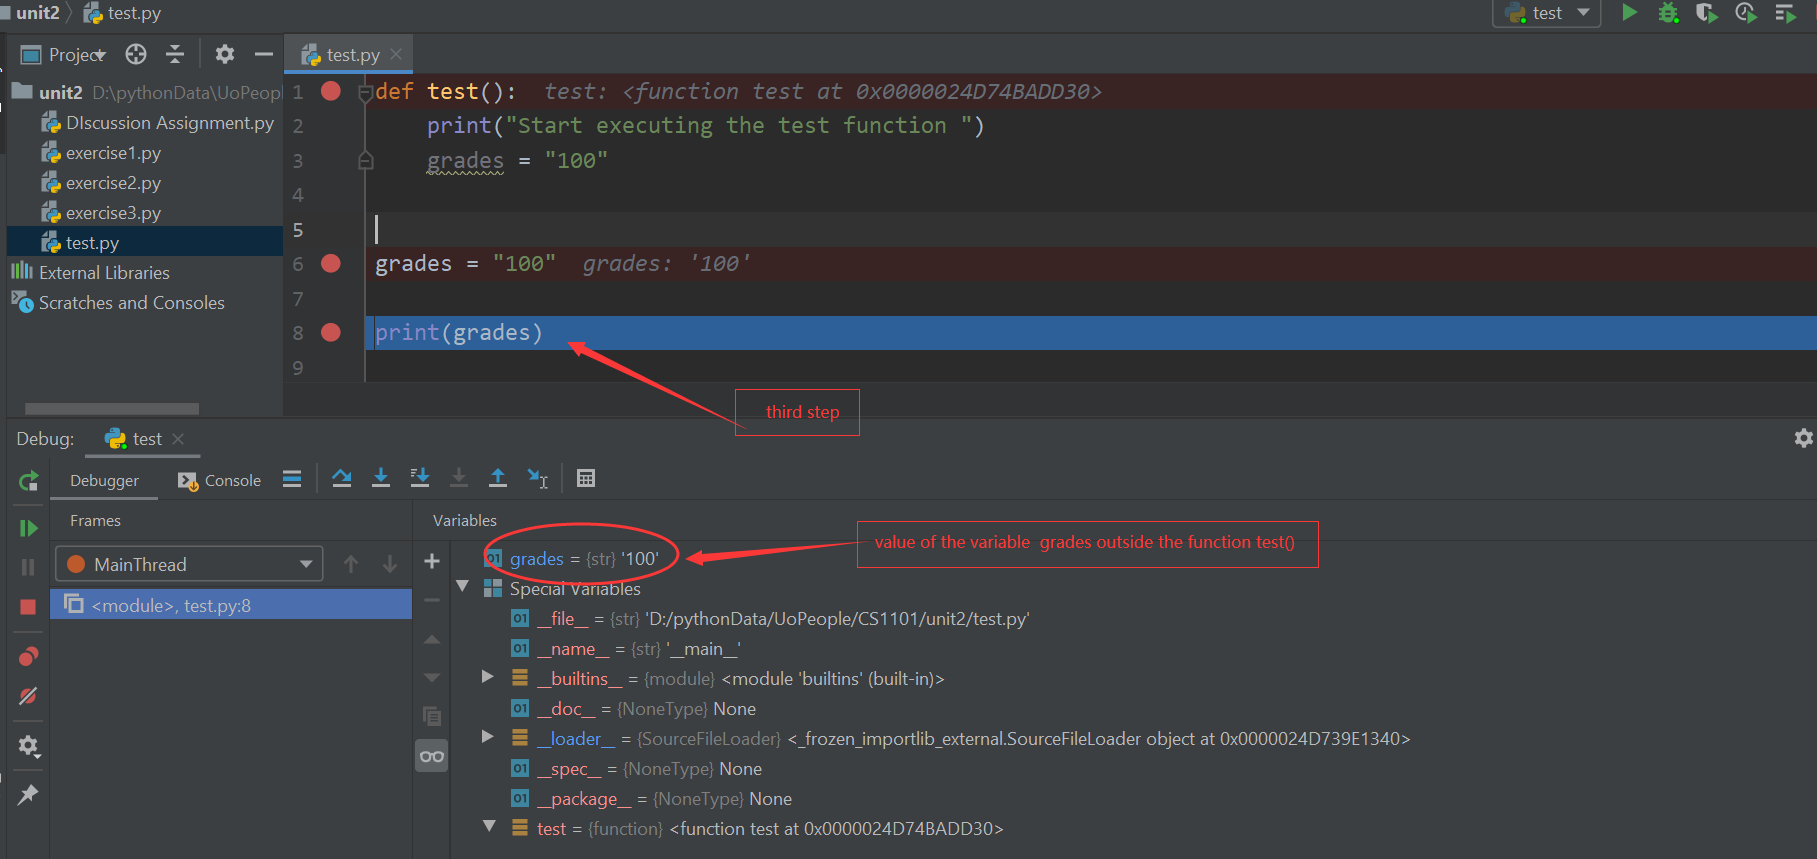 unit2 test.py
test
Project
test.py
unit2 D:\pythonData\UoPeopl
DIscussion Assignment.py
exercise1.py
exercise2.py
exercise3.py
test.py
External Libraries
Scratches and Consoles
1 def test(): test: <function test at 0x0000024D74BADD30>
2 print("Start executing the test function ")
3 grades = "100"
4
5
6 grades = "100" grades: '100'
7
8 print(grades)
9
third step
Debug: test
Debugger Console
Frames
Variables
MainThread
<module>, test.py:8
grades = {str} '100'
value of the variable grades outside the function test()
Special Variables
__file__ = {str} 'D:/pythonData/UoPeople/CS1101/unit2/test.py'
__name__ = {str} '__main__'
__builtins__ = {module} <module 'builtins' (built-in)>
__doc__ = {NoneType} None
__loader__ = {SourceFileLoader} <_frozen_importlib_external.SourceFileLoader object at 0x0000024D739E1340>
__spec__ = {NoneType} None
__package__ = {NoneType} None
test = {function} <function test at 0x0000024D74BADD30>